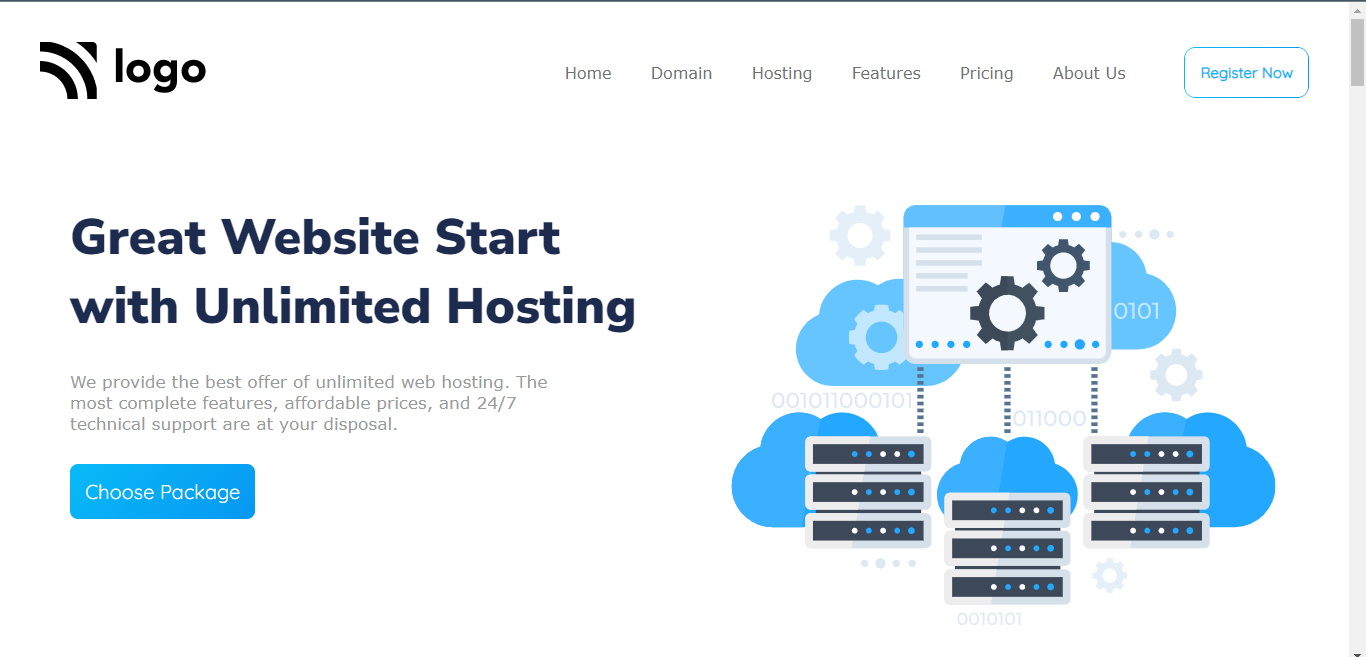 logo
Home Domain Hosting Features Pricing About Us Register Now
Great Website Start
with Unlimited Hosting
We provide the best offer of unlimited web hosting. The
most complete features, affordable prices, and 24/7
technical support are at your disposal.
Choose Package
0101
001011000101
011000
0010101